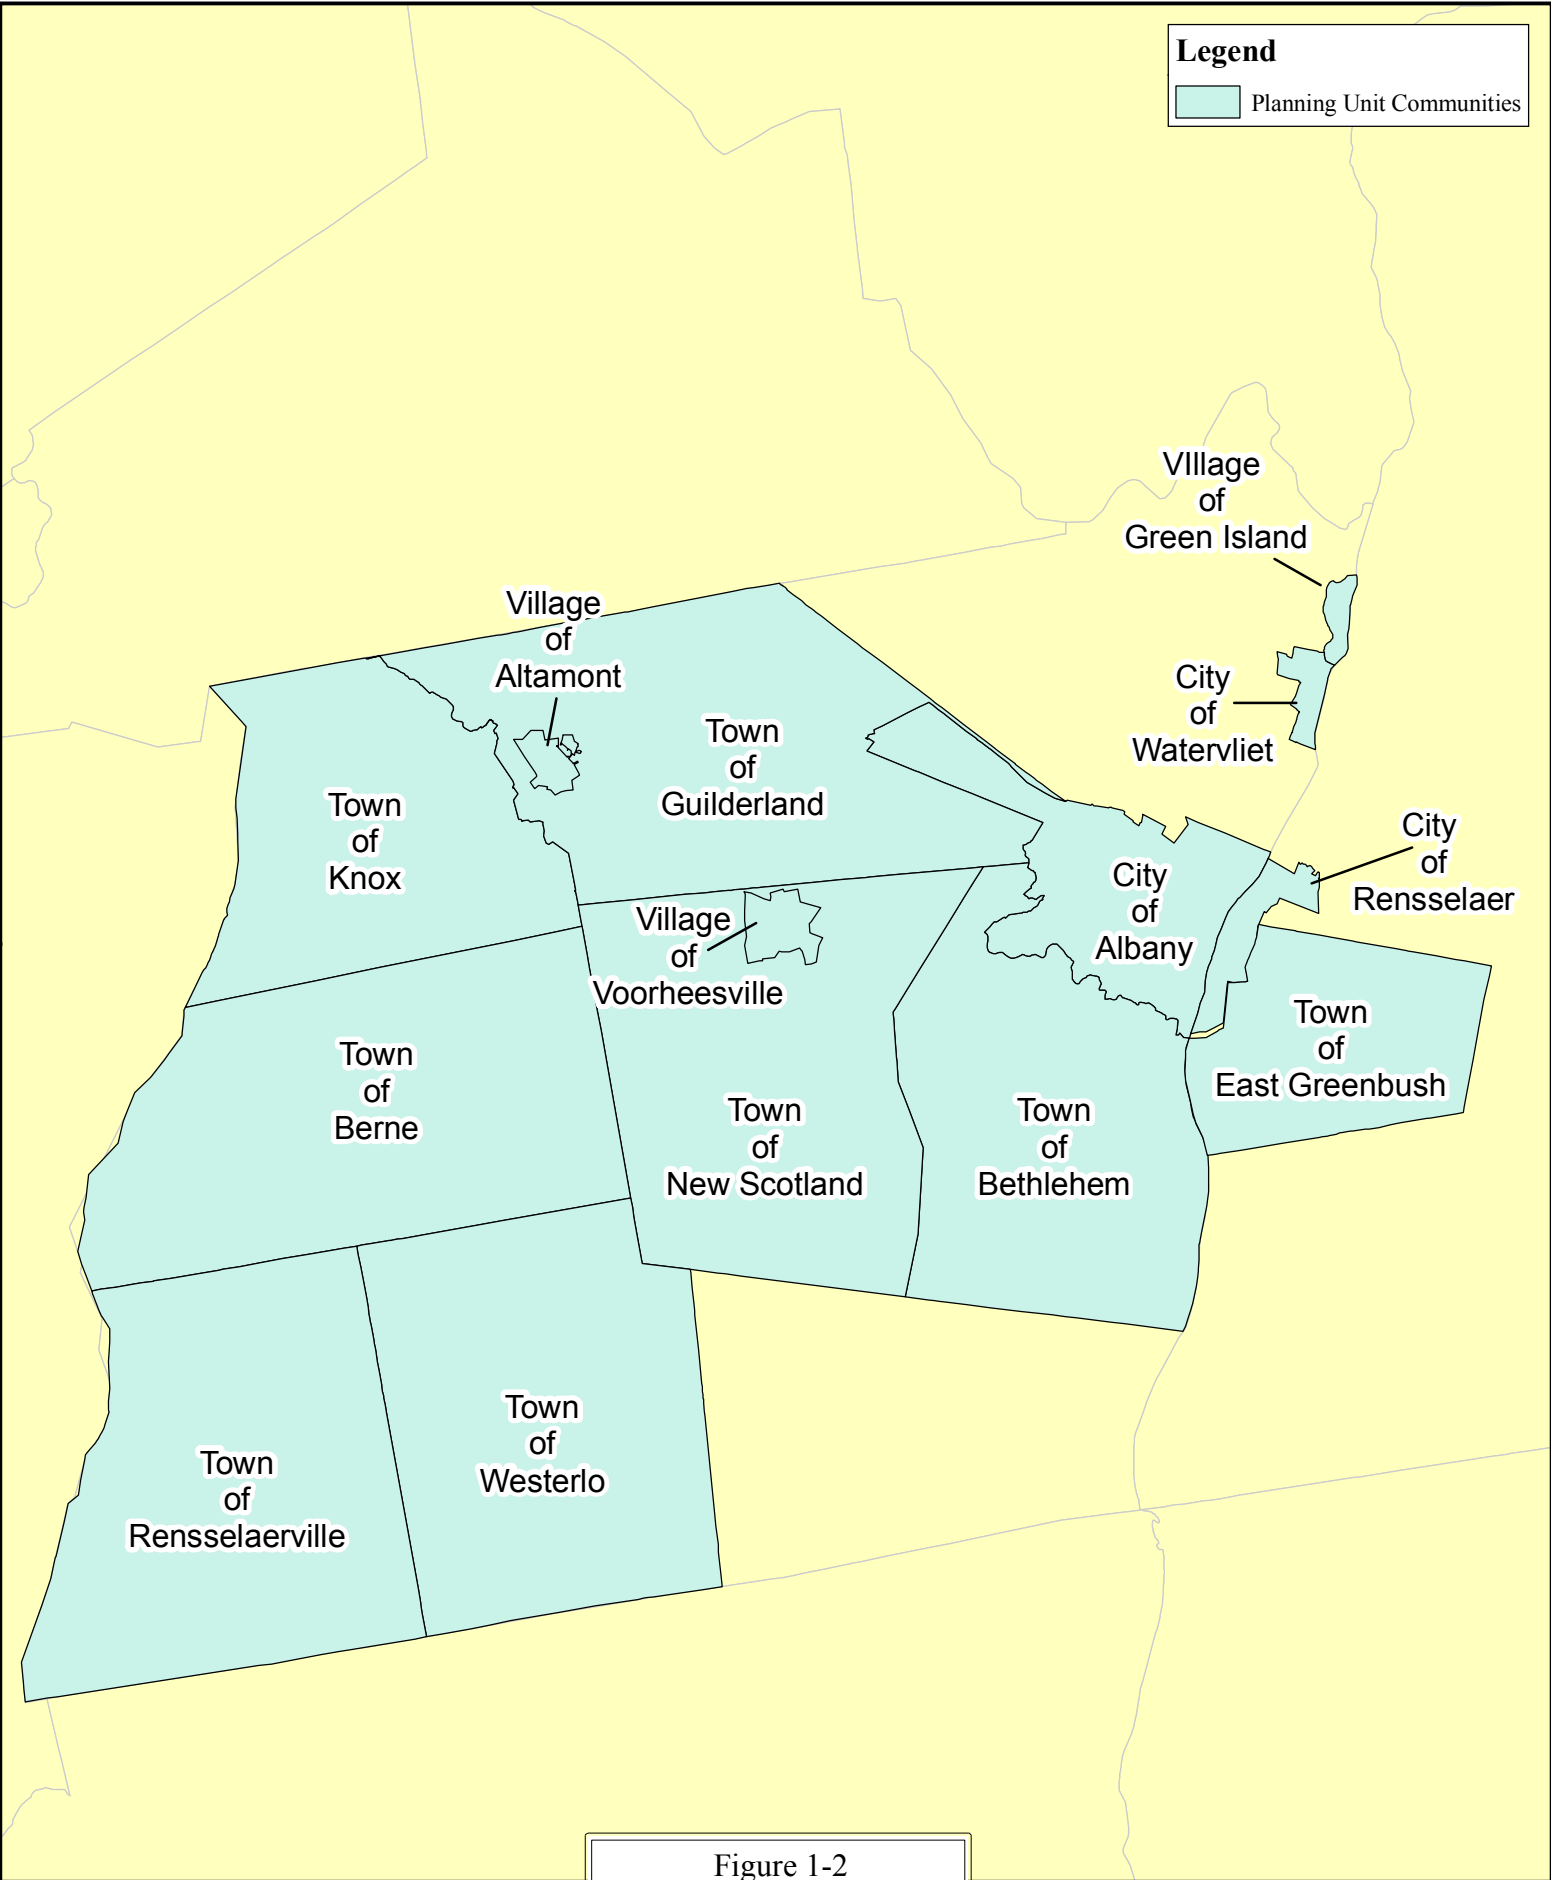 Legend
Planning Unit Communities
VIllage
of
Green Island
Village
of
Altamont
City
of
Watervliet
Town
of
Guilderland
Town
of
Knox
City
of
Rensselaer
City
of
Albany
Village
of
Voorheesville
Town
of
East Greenbush
Town
of
Berne
Town
of
New Scotland
Town
of
Bethlehem
Town
of
Westerlo
Town
of
Rensselaerville
Figure 1-2